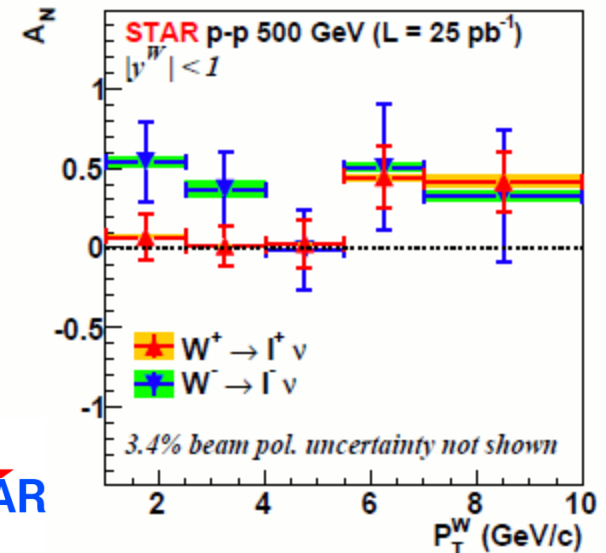 A_N
STAR p-p 500 GeV (L = 25 pb⁻¹)
|y^W| < 1
1
0.5
0
-0.5
-1
W⁺ → l⁺ ν
W⁻ → l⁻ ν
3.4% beam pol. uncertainty not shown
AR
2 4 6 8 10
P_T^W (GeV/c)